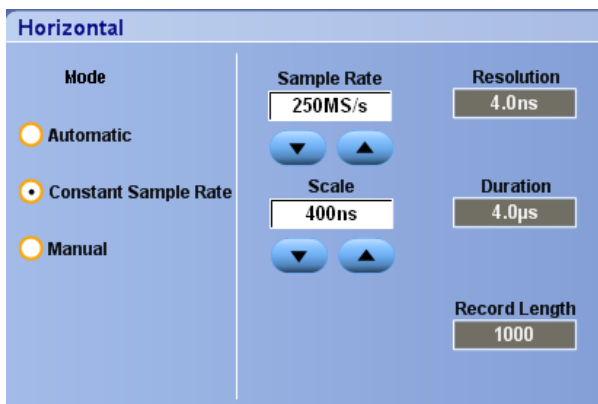 Horizontal
Mode
Automatic
Constant Sample Rate
Manual
Sample Rate
250MS/s
Scale
400ns
Resolution
4.0ns
Duration
4.0µs
Record Length
1000